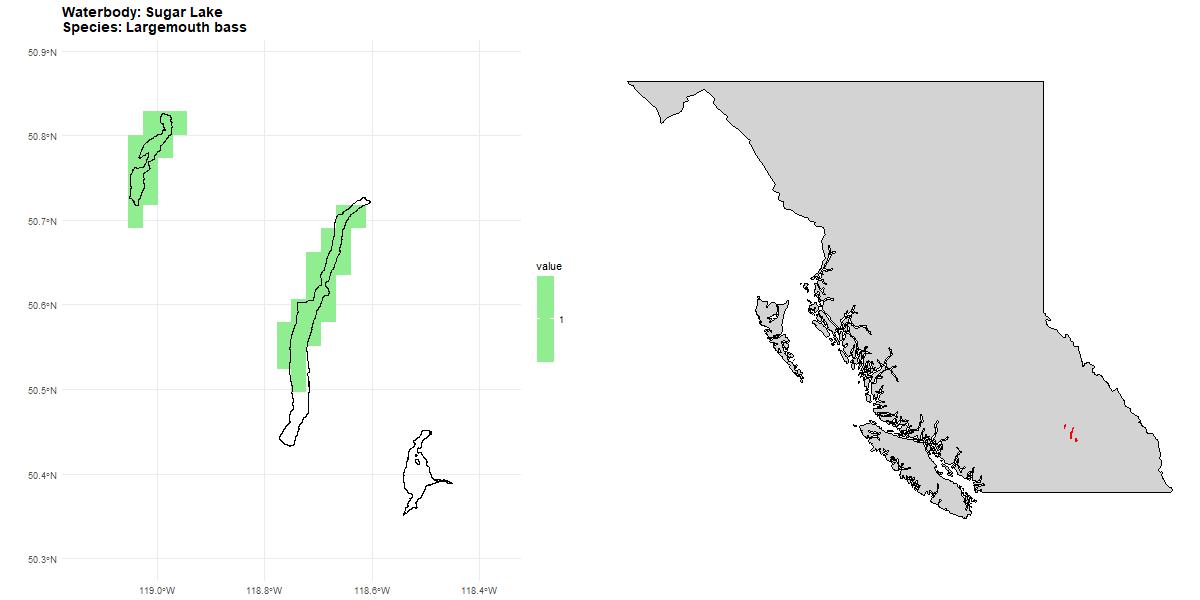 Waterbody: Sugar Lake
Species: Largemouth bass
50.9°N
50.8°N
50.7°N
50.6°N
50.5°N
50.4°N
50.3°N
119.0°W
118.8°W
118.6°W
118.4°W
value
1